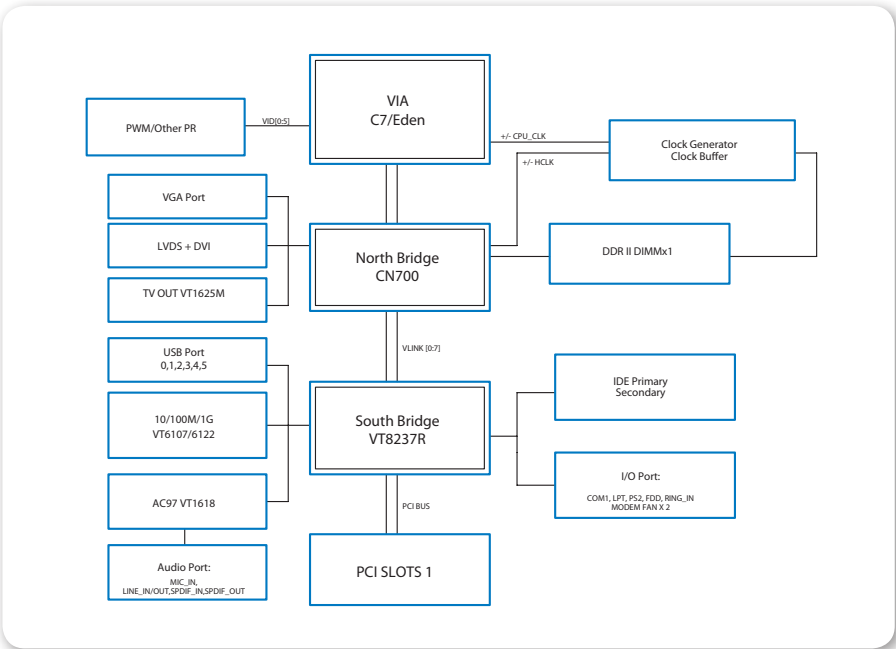 VIA
C7/Eden
PWM/Other PR
VID[0:5]
+/- CPU_CLK
+/- HCLK
Clock Generator
Clock Buffer
VGA Port
LVDS + DVI
TV OUT VT1625M
North Bridge
CN700
DDR II DIMMx1
VLINK [0:7]
USB Port
0,1,2,3,4,5
10/100M/1G
VT6107/6122
AC97 VT1618
Audio Port:
MIC_IN,
LINE_IN/OUT,SPDIF_IN,SPDIF_OUT
South Bridge
VT8237R
PCI BUS
PCI SLOTS 1
IDE Primary
Secondary
I/O Port:
COM1, LPT, PS2, FDD, RING_IN
MODEM FAN X 2